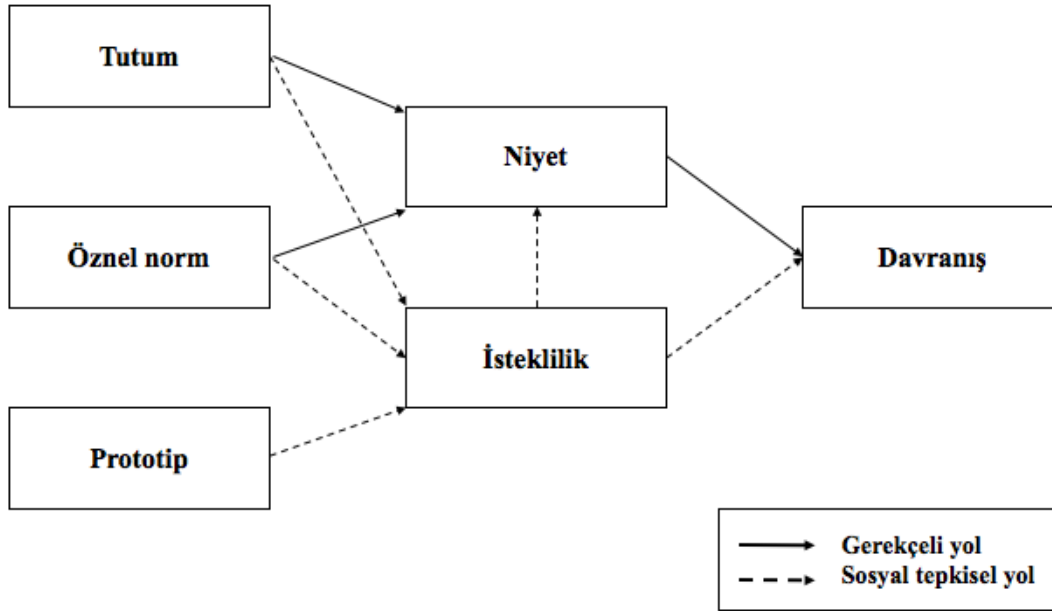 Tutum
Niyet
Öznel norm
Davranış
İsteklilik
Prototip
Gerekçeli yol
Sosyal tepkisel yol